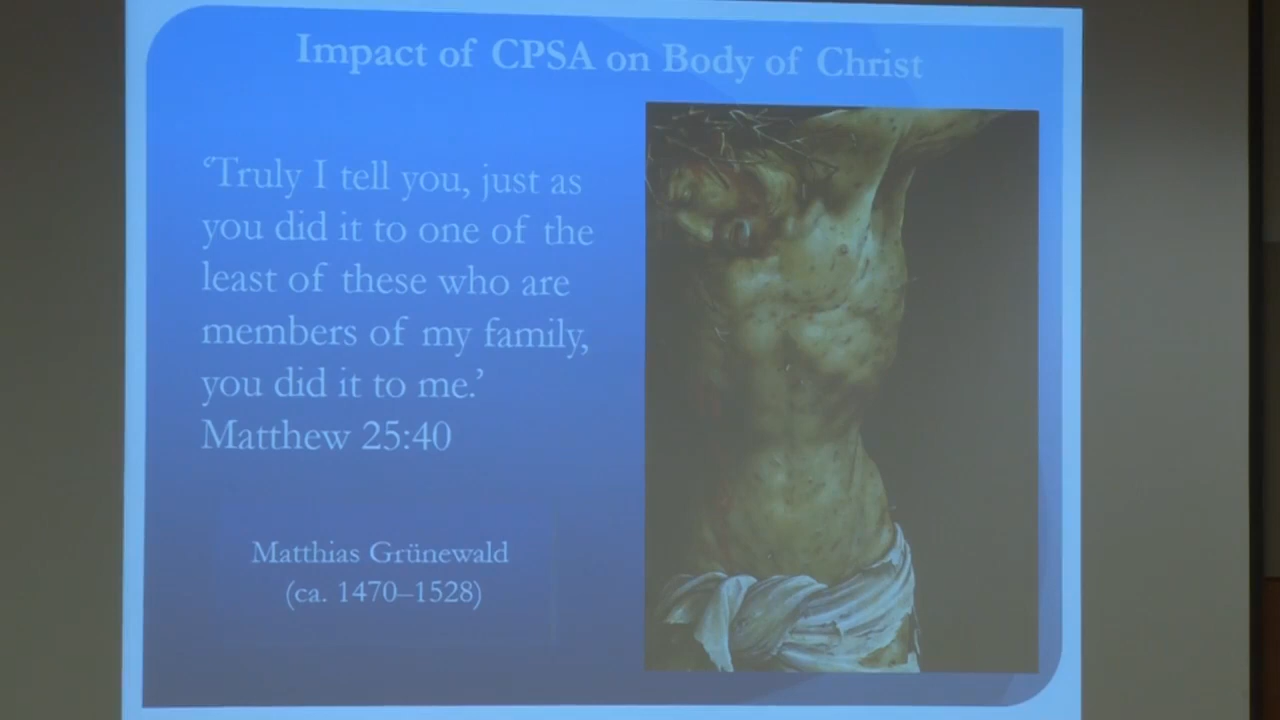 Impact of CPSA on Body of Christ
‘Truly I tell you, just as
you did it to one of the
least of these who are
members of my family,
you did it to me.’
Matthew 25:40
Matthias Grünewald
(ca. 1470–1528)